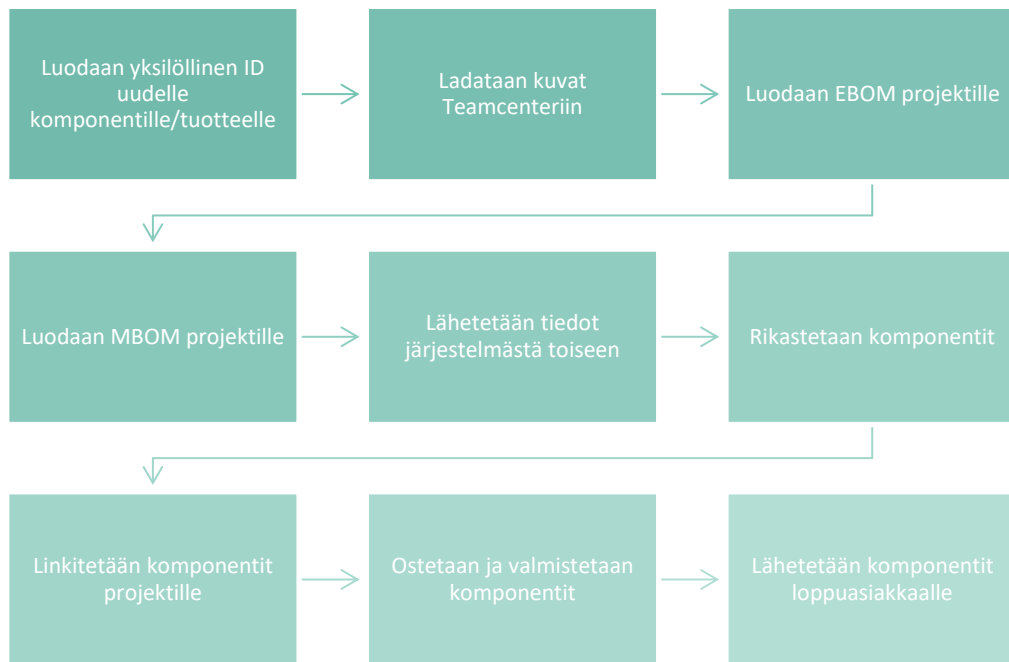 Luodaan yksilöllinen ID
uudelle
komponentille/tuotteelle
Ladataan kuvat
Teamcenteriin
Luodaan EBOM projektille
Luodaan MBOM projektille
Lähetetään tiedot
järjestelmästä toiseen
Rikastetaan komponentit
Linkitetään komponentit
projektille
Ostetaan ja valmistetaan
komponentit
Lähetetään komponentit
loppuasiakkaalle